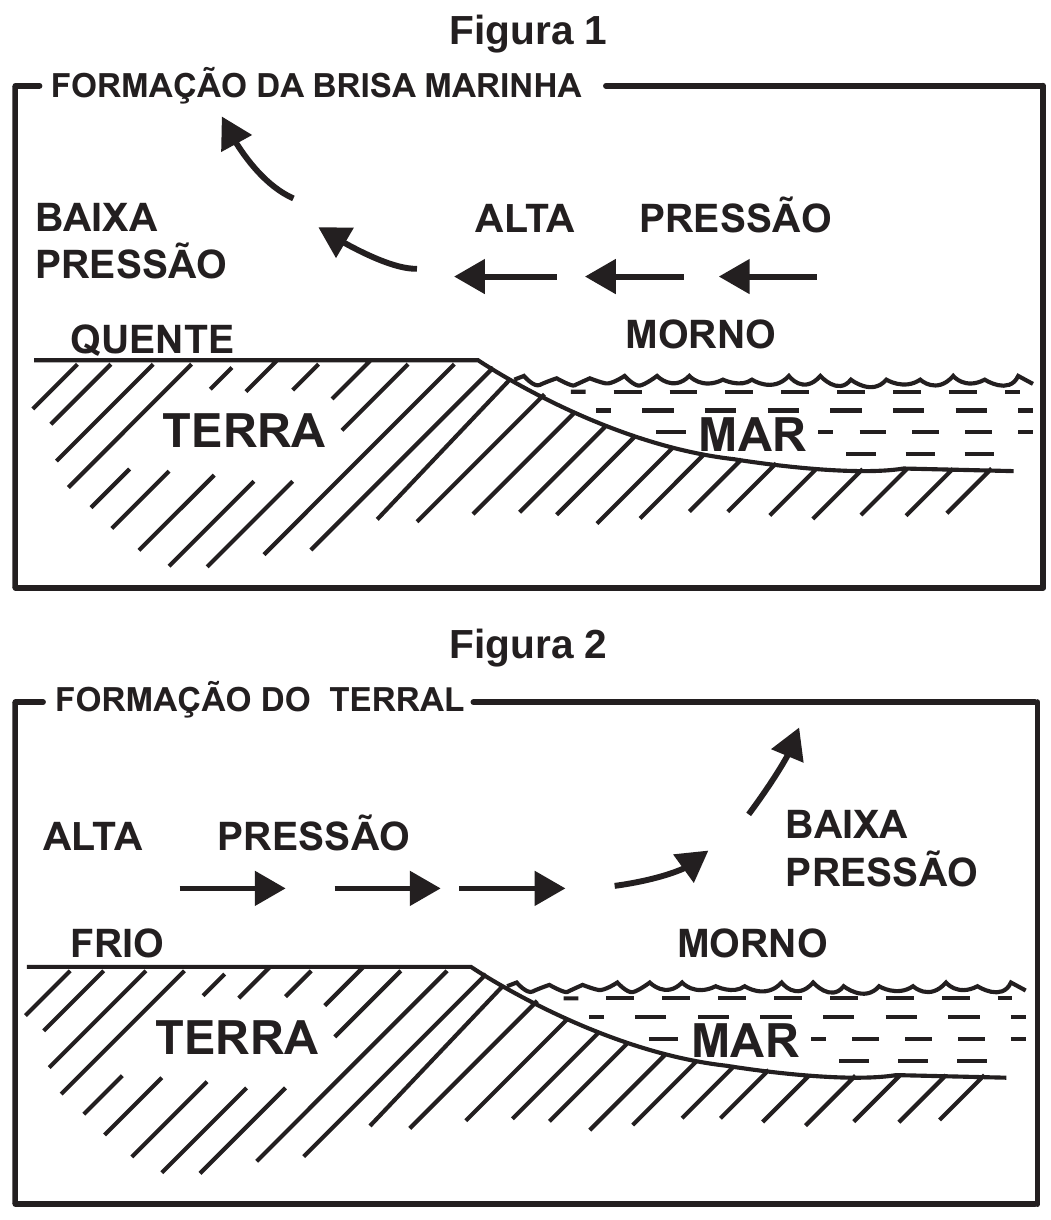 Figura 1
FORMAÇÃO DA BRISA MARINHA
BAIXA
PRESSÃO
ALTA PRESSÃO
QUENTE
MORNO
TERRA
MAR
Figura 2
FORMAÇÃO DO TERRAL
ALTA PRESSÃO
BAIXA
PRESSÃO
FRIO
MORNO
TERRA
MAR